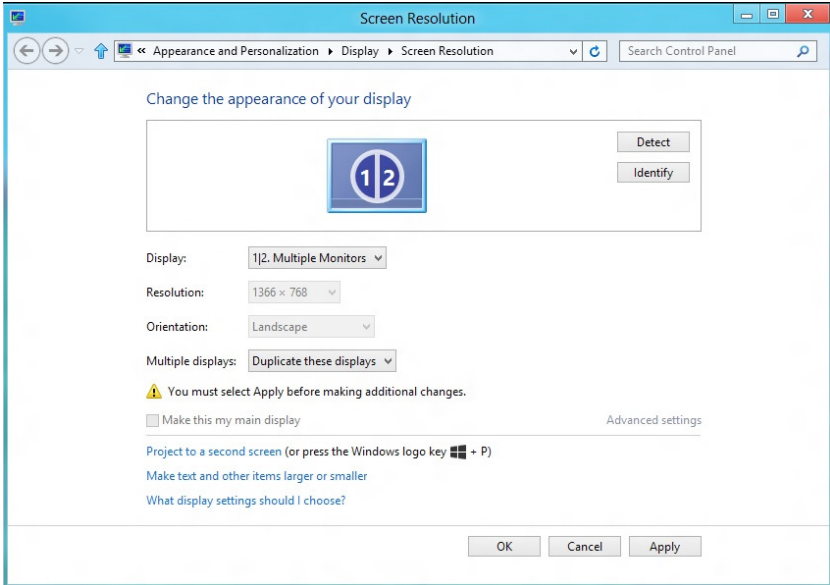 Screen Resolution
« Appearance and Personalization ▸ Display ▸ Screen Resolution
Search Control Panel
Change the appearance of your display
1|2
Detect
Identify
Display: 1|2. Multiple Monitors
Resolution: 1366 × 768
Orientation: Landscape
Multiple displays: Duplicate these displays
You must select Apply before making additional changes.
Make this my main display Advanced settings
Project to a second screen (or press the Windows logo key + P)
Make text and other items larger or smaller
What display settings should I choose?
OK Cancel Apply